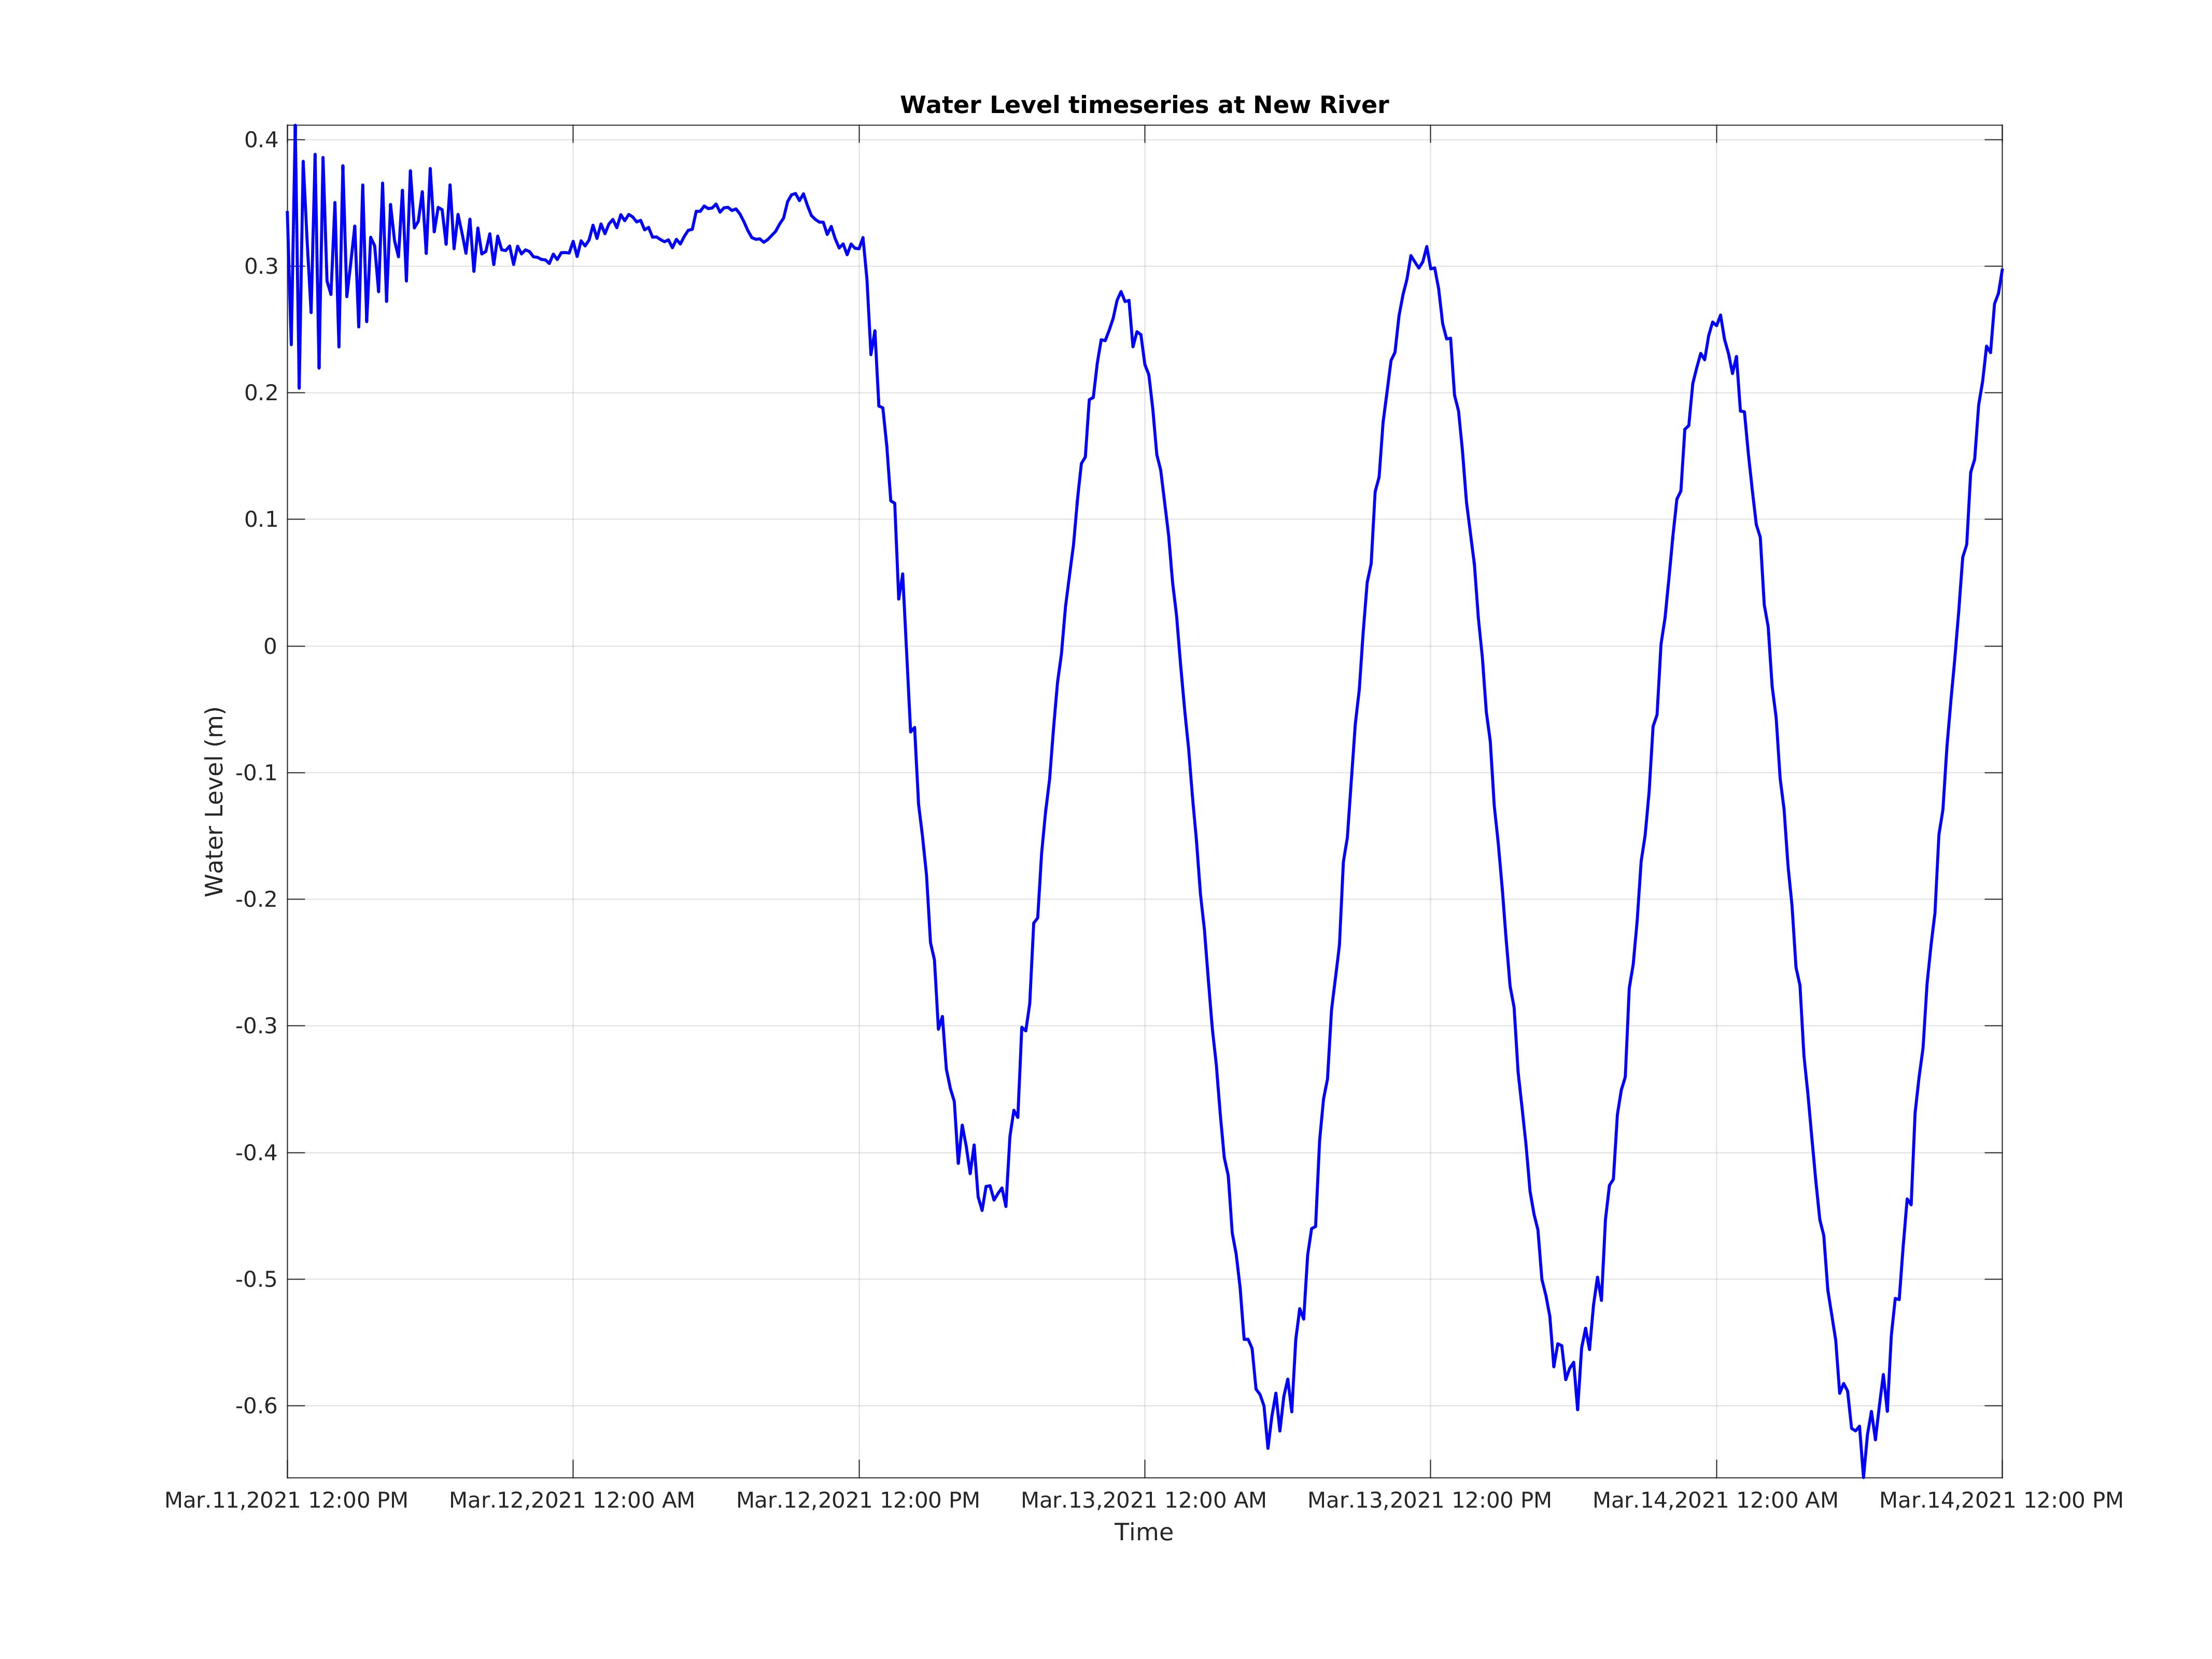 Water Level timeseries at New River
0.4
0.3
0.2
0.1
0
-0.1
-0.2
-0.3
-0.4
-0.5
-0.6
Water Level (m)
Mar.11,2021 12:00 PM Mar.12,2021 12:00 AM Mar.12,2021 12:00 PM Mar.13,2021 12:00 AM Mar.13,2021 12:00 PM Mar.14,2021 12:00 AM Mar.14,2021 12:00 PM
Time